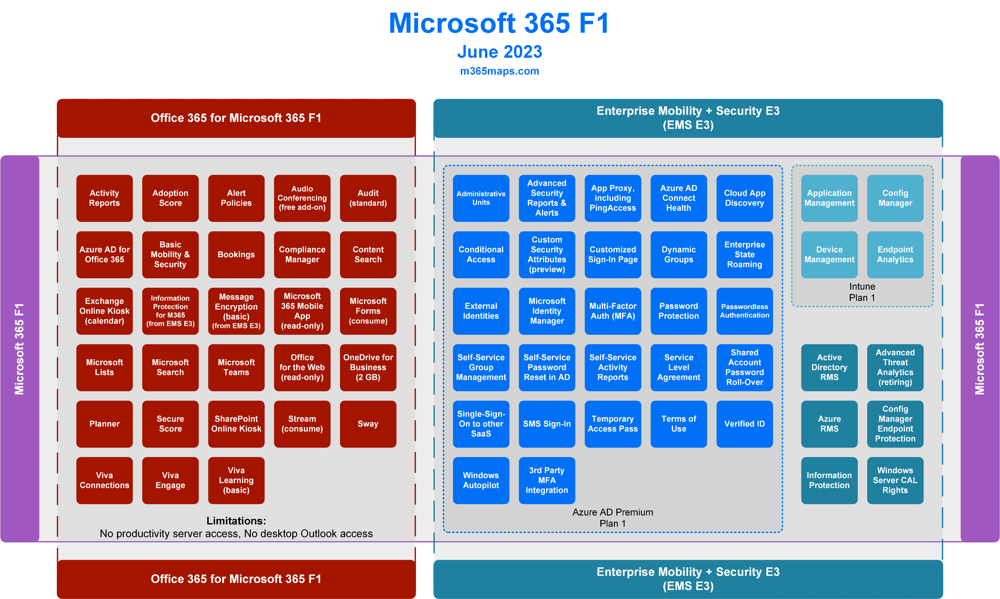 Microsoft 365 F1
June 2023
m365maps.com
Office 365 for Microsoft 365 F1
Enterprise Mobility + Security E3
(EMS E3)
Microsoft 365 F1
Activity
Reports
Adoption
Score
Alert
Policies
Audio
Conferencing
(free add-on)
Audit
(standard)
Azure AD for
Office 365
Basic
Mobility &
Security
Bookings
Compliance
Manager
Content
Search
Exchange
Online Kiosk
(calendar)
Information
Protection
for M365
(from EMS E3)
Message
Encryption
(basic)
(from EMS E3)
Microsoft
365 Mobile
App
(read-only)
Microsoft
Forms
(consume)
Microsoft
Lists
Microsoft
Search
Microsoft
Teams
Office
for the Web
(read-only)
OneDrive for
Business
(2 GB)
Planner
Secure
Score
SharePoint
Online Kiosk
Stream
(consume)
Sway
Viva
Connections
Viva
Engage
Viva
Learning
(basic)
Limitations:
No productivity server access, No desktop Outlook access
Administrative
Units
Advanced
Security
Reports &
Alerts
App Proxy,
including
PingAccess
Azure AD
Connect
Health
Cloud App
Discovery
Conditional
Access
Custom
Security
Attributes
(preview)
Customized
Sign-In Page
Dynamic
Groups
Enterprise
State
Roaming
External
Identities
Microsoft
Identity
Manager
Multi-Factor
Auth (MFA)
Password
Protection
Passwordless
Authentication
Self-Service
Group
Management
Self-Service
Password
Reset in AD
Self-Service
Activity
Reports
Service
Level
Agreement
Shared
Account
Password
Roll-Over
Single-Sign-
On to other
SaaS
SMS Sign-In
Temporary
Access Pass
Terms of
Use
Verified ID
Windows
Autopilot
3rd Party
MFA
Integration
Azure AD Premium
Plan 1
Application
Management
Config
Manager
Device
Management
Endpoint
Analytics
Intune
Plan 1
Active
Directory
RMS
Advanced
Threat
Analytics
(retiring)
Azure
RMS
Config
Manager
Endpoint
Protection
Information
Protection
Windows
Server CAL
Rights
Microsoft 365 F1
Office 365 for Microsoft 365 F1
Enterprise Mobility + Security E3
(EMS E3)